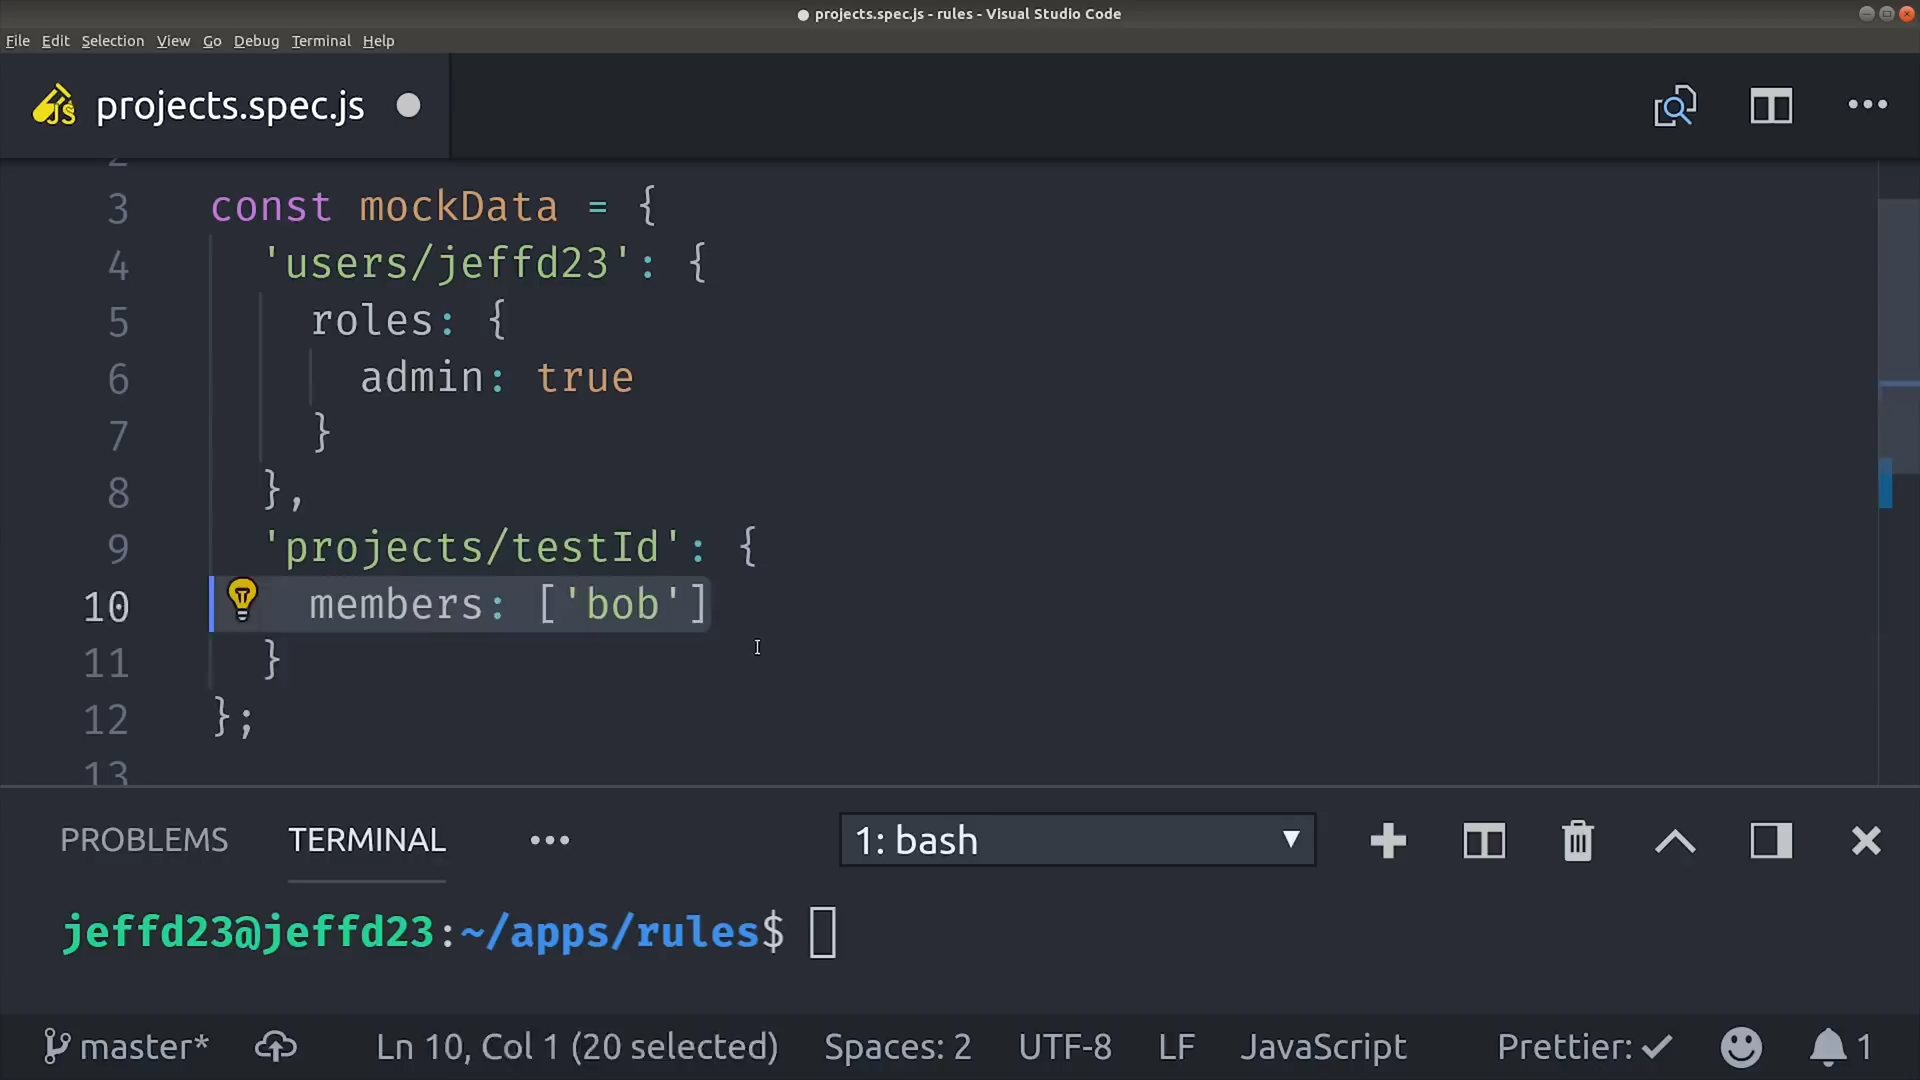 projects.spec.js - rules - Visual Studio Code
File Edit Selection View Go Debug Terminal Help
projects.spec.js
2
3 const mockData = {
4 'users/jeffd23': {
5 roles: {
6 admin: true
7 }
8 },
9 'projects/testId': {
10 members: ['bob']
11 }
12 };
13
PROBLEMS TERMINAL ••• 1: bash
jeffd23@jeffd23:~/apps/rules$
master* Ln 10, Col 1 (20 selected) Spaces: 2 UTF-8 LF JavaScript Prettier: ✓ 1